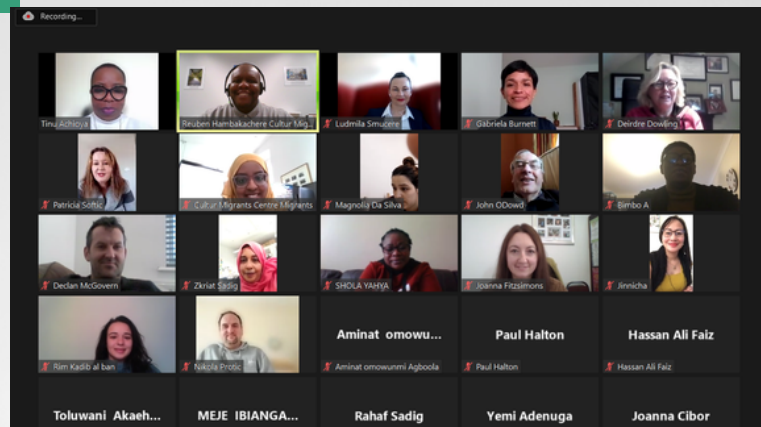 Recording...
Tinu Achioya
Reuben Hambakachere Cultur Mig...
Ludmila Smucere
Gabriela Burnett
Deirdre Dowling
Patricia Softic
Cultur Migrants Centre Migrants
Magnolia Da Silva
John ODowd
Bimbo A
Declan McGovern
Zkriat Sadig
SHOLA YAHYA
Joanna Fitzsimons
Jinnicha
Rim Kadib al ban
Nikola Protic
Aminat omowu...
Aminat omowunmi Agboola
Paul Halton
Paul Halton
Hassan Ali Faiz
Hassan Ali Faiz
Toluwani Akaeh...
MEJE IBIANGA...
Rahaf Sadig
Yemi Adenuga
Joanna Cibor